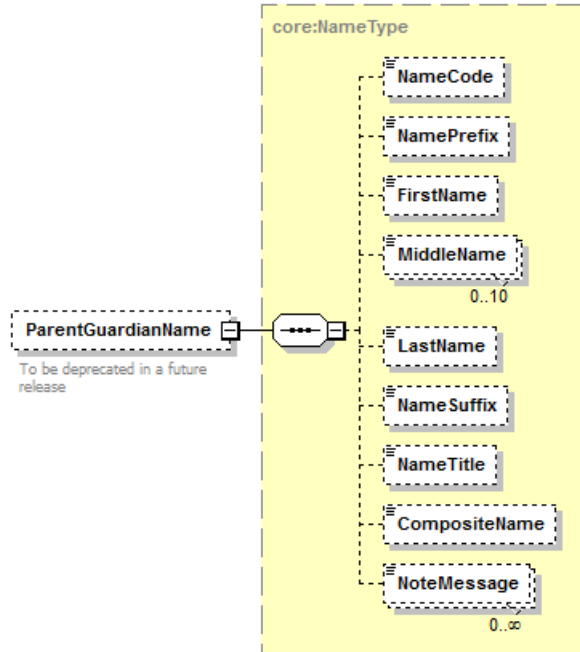 core:NameType
NameCode
NamePrefix
FirstName
MiddleName
0..10
ParentGuardianName
To be deprecated in a future
release
LastName
NameSuffix
NameTitle
CompositeName
NoteMessage
0..∞